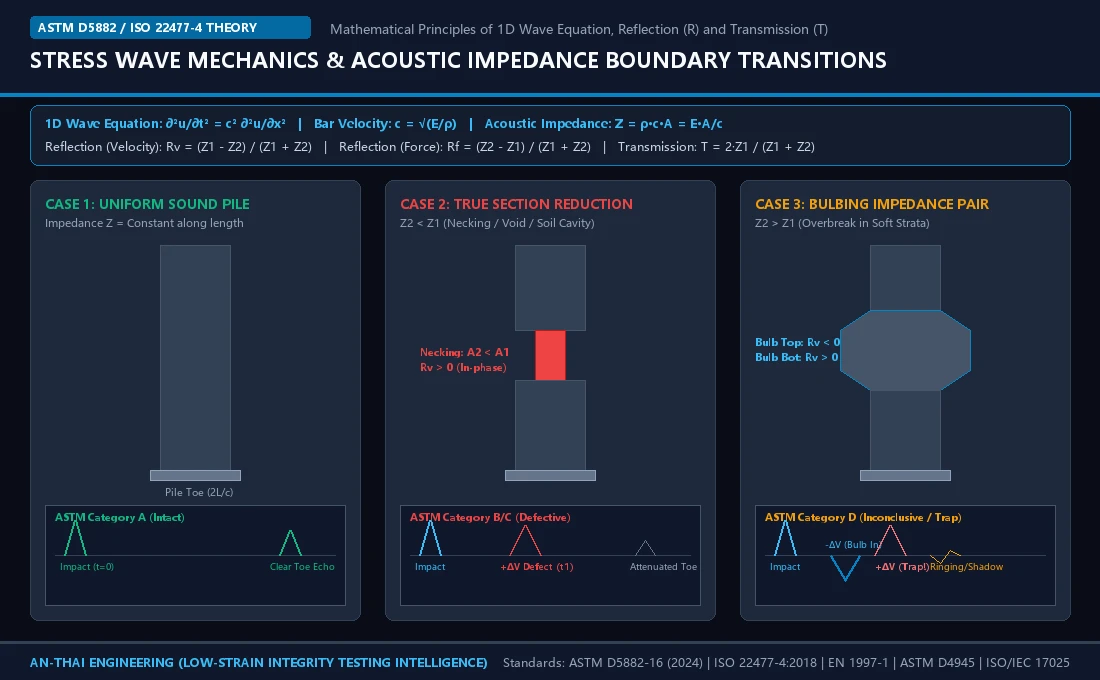 ASTM D5882 / ISO 22477-4 THEORY
Mathematical Principles of 1D Wave Equation, Reflection (R) and Transmission (T)
STRESS WAVE MECHANICS & ACOUSTIC IMPEDANCE BOUNDARY TRANSITIONS
1D Wave Equation: ∂²u/∂t² = c² ∂²u/∂x² | Bar Velocity: c = √(E/ρ) | Acoustic Impedance: Z = ρ·c·A = E·A/c
Reflection (Velocity): Rv = (Z1 - Z2) / (Z1 + Z2) | Reflection (Force): Rf = (Z2 - Z1) / (Z1 + Z2) | Transmission: T = 2·Z1 / (Z1 + Z2)
CASE 1: UNIFORM SOUND PILE
Impedance Z = Constant along length
Pile Toe (2L/c)
ASTM Category A (Intact)
Impact (t=0)
Clear Toe Echo
CASE 2: TRUE SECTION REDUCTION
Z2 < Z1 (Necking / Void / Soil Cavity)
Necking: A2 < A1
Rv > 0 (In-phase)
ASTM Category B/C (Defective)
Impact
+ΔV Defect (t1)
Attenuated Toe
CASE 3: BULBING IMPEDANCE PAIR
Z2 > Z1 (Overbreak in Soft Strata)
Bulb Top: Rv < 0
Bulb Bot: Rv > 0
ASTM Category D (Inconclusive / Trap)
-ΔV (Bulb In)
Impact
+ΔV (Trap!)
Ringing/Shadow
AN-THAI ENGINEERING (LOW-STRAIN INTEGRITY TESTING INTELLIGENCE)
Standards: ASTM D5882-16 (2024) | ISO 22477-4:2018 | EN 1997-1 | ASTM D4945 | ISO/IEC 17025